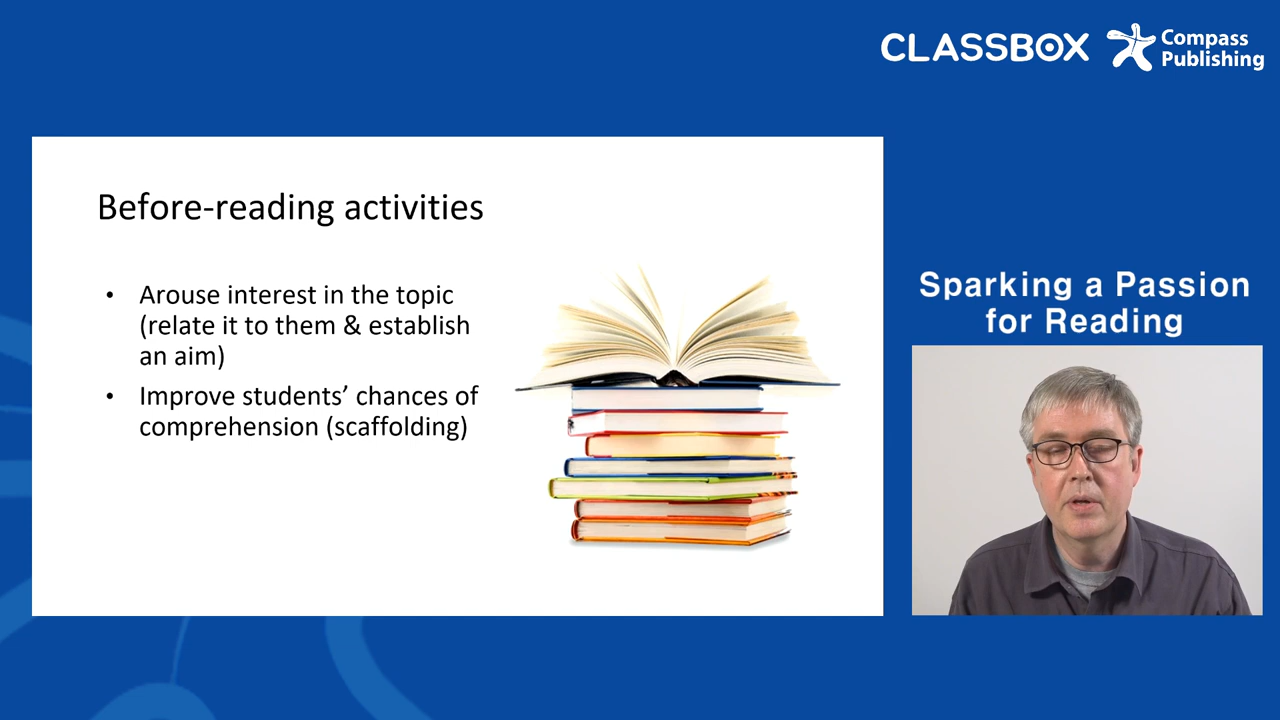 CLASSBOX
Compass
Publishing
Before-reading activities
• Arouse interest in the topic
(relate it to them & establish
an aim)
• Improve students’ chances of
comprehension (scaffolding)
Sparking a Passion
for Reading